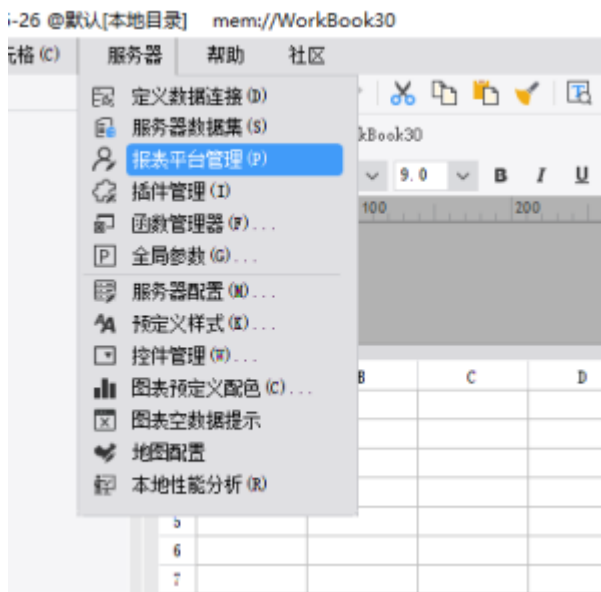 -26 @默认[本地目录] mem://WorkBook30
元格(C) 服务器 帮助 社区
定义数据连接(D)
服务器数据集(S)
kBook30
报表平台管理(P)
9.0 B I U
插件管理(I)
100 200
函数管理器(F)...
全局参数(G)...
服务器配置(M)...
预定义样式(K)...
控件管理(W)...
B C D
图表预定义配色(C)...
图表空数据提示
地图配置
本地性能分析(R)
5
6
7